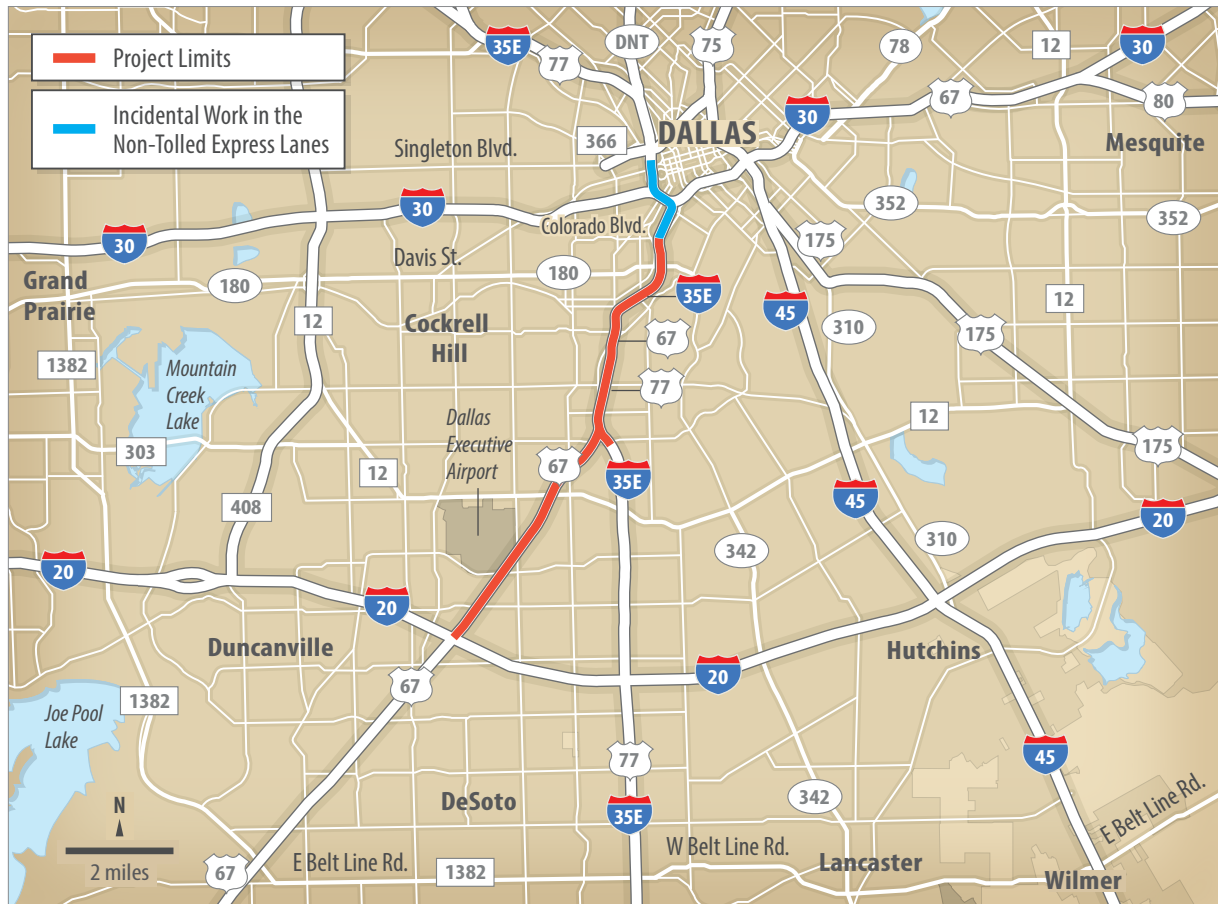 Project Limits
Incidental Work in the
Non-Tolled Express Lanes
35E
77
DNT
75
78
12
30
67
80
30
DALLAS
Mesquite
366
Singleton Blvd.
30
352
352
30
Colorado Blvd.
175
Davis St.
180
180
Grand
Prairie
35E
45
12
12
310
Cockrell
Hill
67
175
1382
Mountain
Creek
Lake
77
Dallas
Executive
Airport
12
303
12
67
35E
175
408
45
20
342
310
20
20
Duncanville
Hutchins
20
67
1382
Joe Pool
Lake
77
45
N
2 miles
DeSoto
35E
342
E Belt Line Rd.
67
E Belt Line Rd.
1382
W Belt Line Rd.
Lancaster
Wilmer